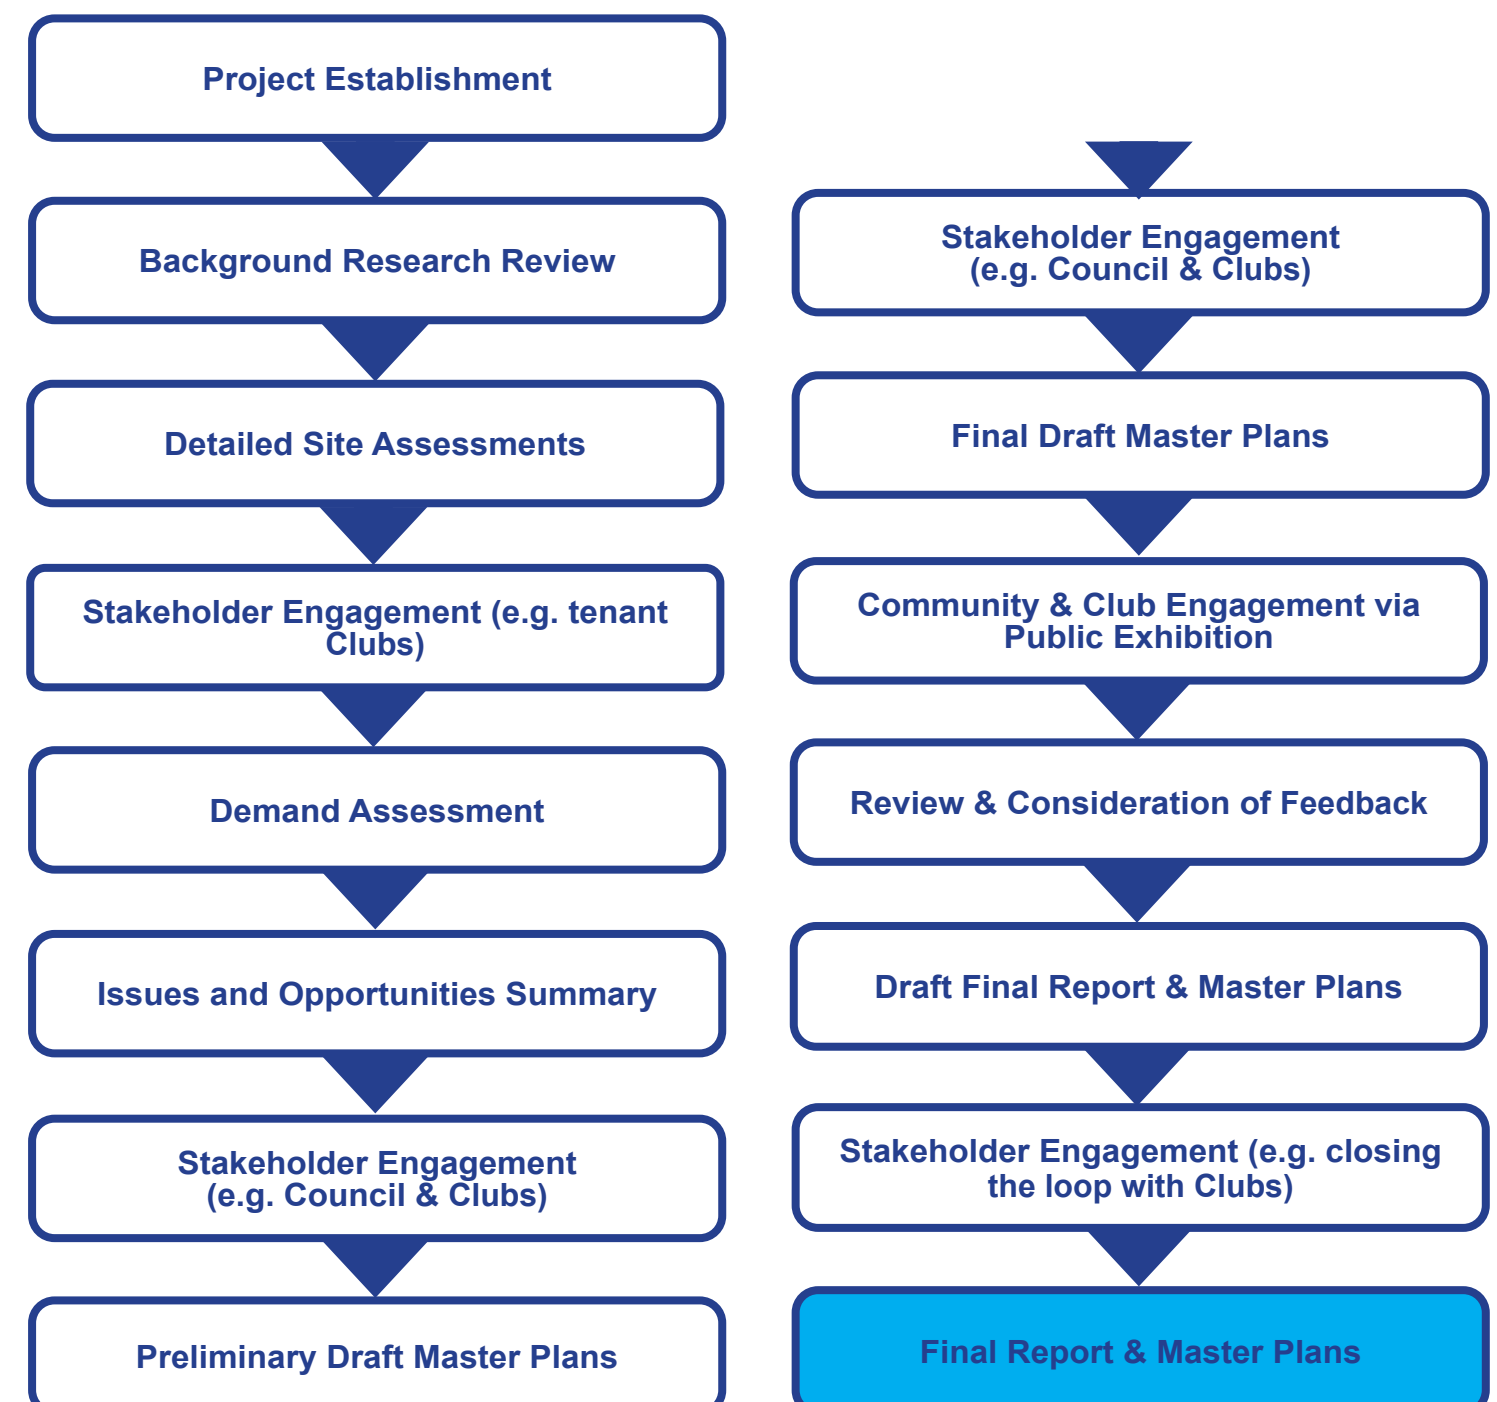 Project Establishment
Background Research Review
Detailed Site Assessments
Stakeholder Engagement (e.g. tenant
Clubs)
Demand Assessment
Issues and Opportunities Summary
Stakeholder Engagement
(e.g. Council & Clubs)
Preliminary Draft Master Plans
Stakeholder Engagement
(e.g. Council & Clubs)
Final Draft Master Plans
Community & Club Engagement via
Public Exhibition
Review & Consideration of Feedback
Draft Final Report & Master Plans
Stakeholder Engagement (e.g. closing
the loop with Clubs)
Final Report & Master Plans